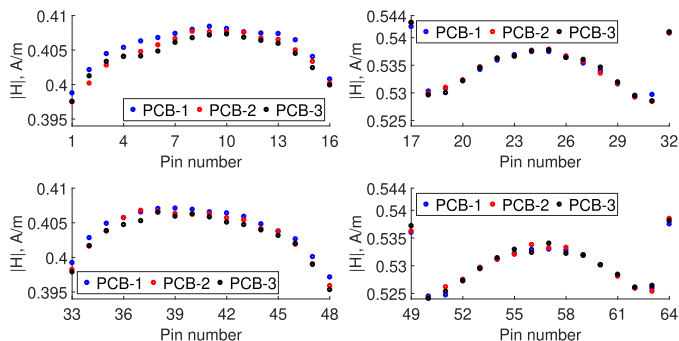 0.41
0.405
0.4
0.395
|H|, A/m
PCB-1 PCB-2 PCB-3
1 4 7 10 13 16
Pin number
0.544
0.54
0.535
0.53
0.525
|H|, A/m
PCB-1 PCB-2 PCB-3
17 20 23 26 29 32
Pin number
0.41
0.405
0.4
0.395
|H|, A/m
PCB-1 PCB-2 PCB-3
33 36 39 42 45 48
Pin number
0.544
0.54
0.535
0.53
0.525
|H|, A/m
PCB-1 PCB-2 PCB-3
49 52 55 58 61 64
Pin number